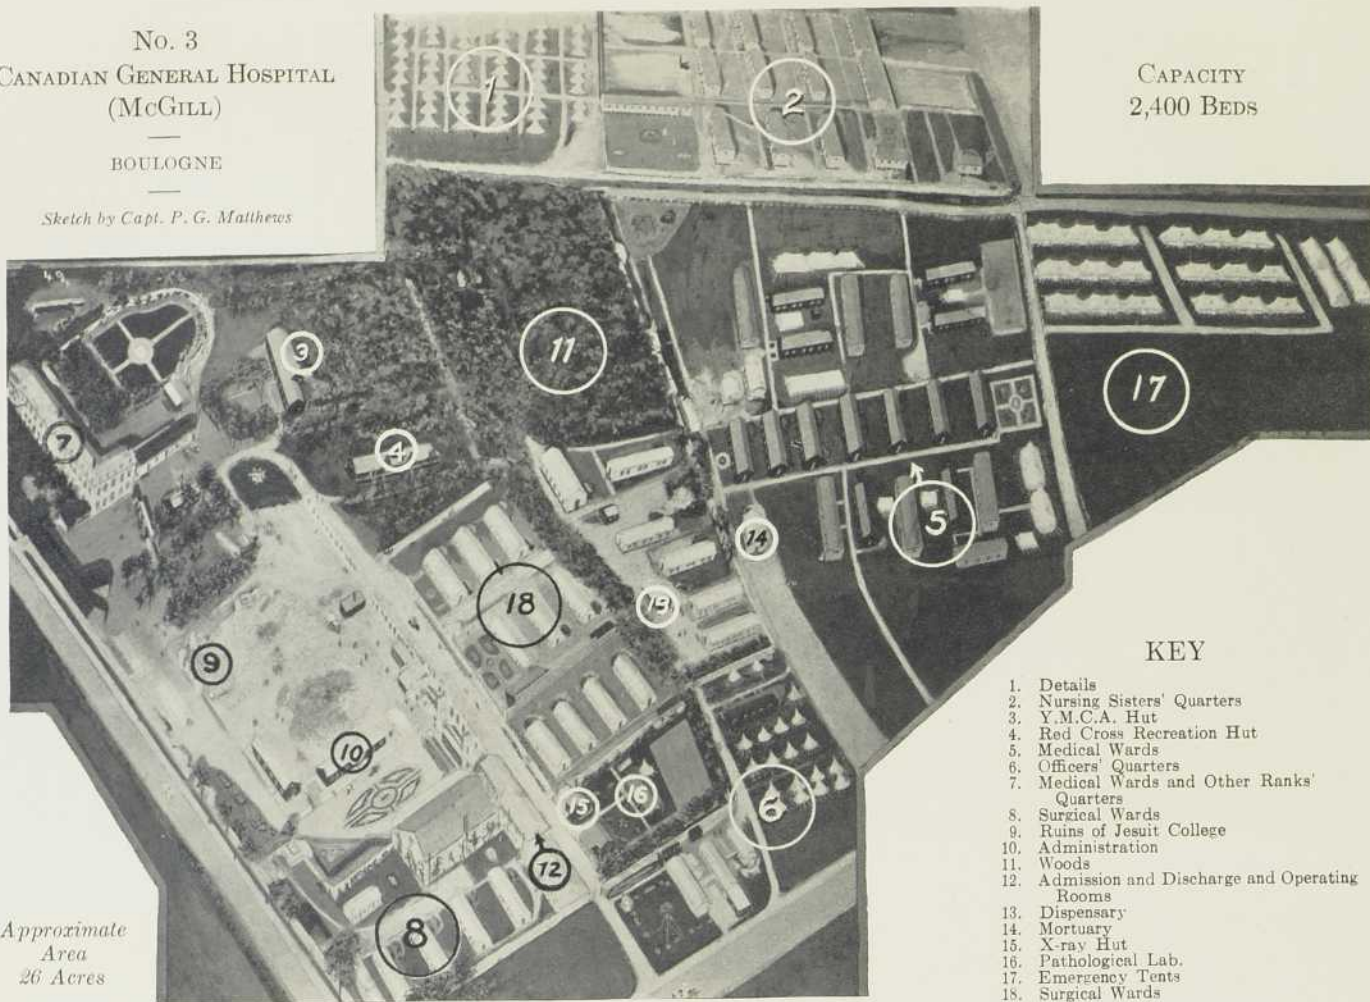 No. 3
CANADIAN GENERAL HOSPITAL
(MCGILL)
BOULOGNE
Sketch by Capt. P. G. Matthews
CAPACITY
2,400 BEDS
1
2
3
11
17
7
4
5
14
18
13
9
10
15
16
6
12
8
Approximate
Area
26 Acres
KEY
1. Details
2. Nursing Sisters' Quarters
3. Y.M.C.A. Hut
4. Red Cross Recreation Hut
5. Medical Wards
6. Officers' Quarters
7. Medical Wards and Other Ranks'
Quarters
8. Surgical Wards
9. Ruins of Jesuit College
10. Administration
11. Woods
12. Admission and Discharge and Operating
Rooms
13. Dispensary
14. Mortuary
15. X-ray Hut
16. Pathological Lab.
17. Emergency Tents
18. Surgical Wards